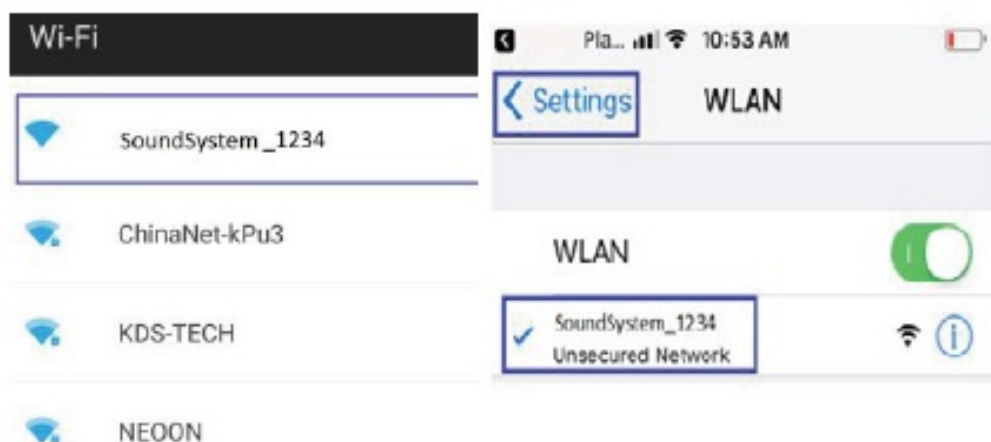 Wi-Fi
SoundSystem_1234
ChinaNet-kPu3
KDS-TECH
NEOON
Pla... 10:53 AM
Settings WLAN
WLAN
SoundSystem_1234
Unsecured Network